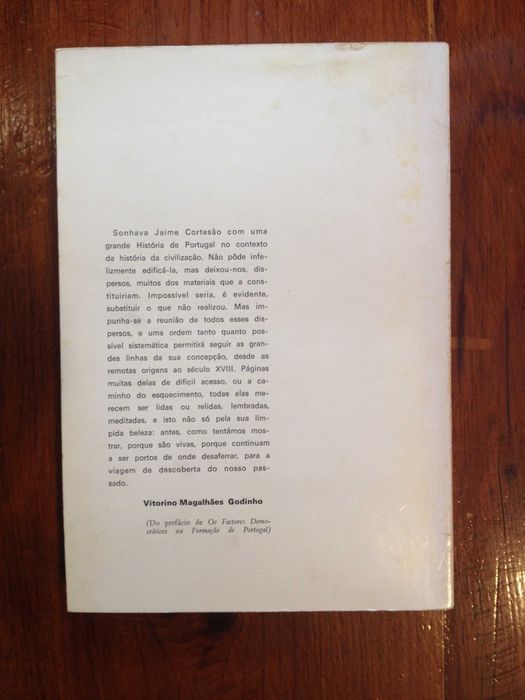 Sonhava Jaime Cortesão com uma
grande História de Portugal no contexto
da história da civilização. Não pôde infe-
lizmente edificá-la, mas deixou-nos, dis-
persos, muitos dos materiais que a cons-
tituiriam. Impossível seria, é evidente,
substituir o que não realizou. Mas im-
punha-se a reunião de todos esses dis-
persos, e uma ordem tanto quanto pos-
sível sistemática permitirá seguir as gran-
des linhas da sua concepção, desde as
remotas origens ao século XVIII. Páginas
muitas delas de difícil acesso, ou a ca-
minho do esquecimento, todas elas me-
recem ser lidas ou relidas, lembradas,
meditadas, e isto não só pela sua lím-
pida beleza: antes, como tentámos mos-
trar, porque são vivas, porque continuam
a ser portos de onde desaferrar, para a
viagem de descoberta do nosso pas-
sado.
Vitorino Magalhães Godinho
(Do prefácio de Os Factores Demo-
cráticos na Formação de Portugal)